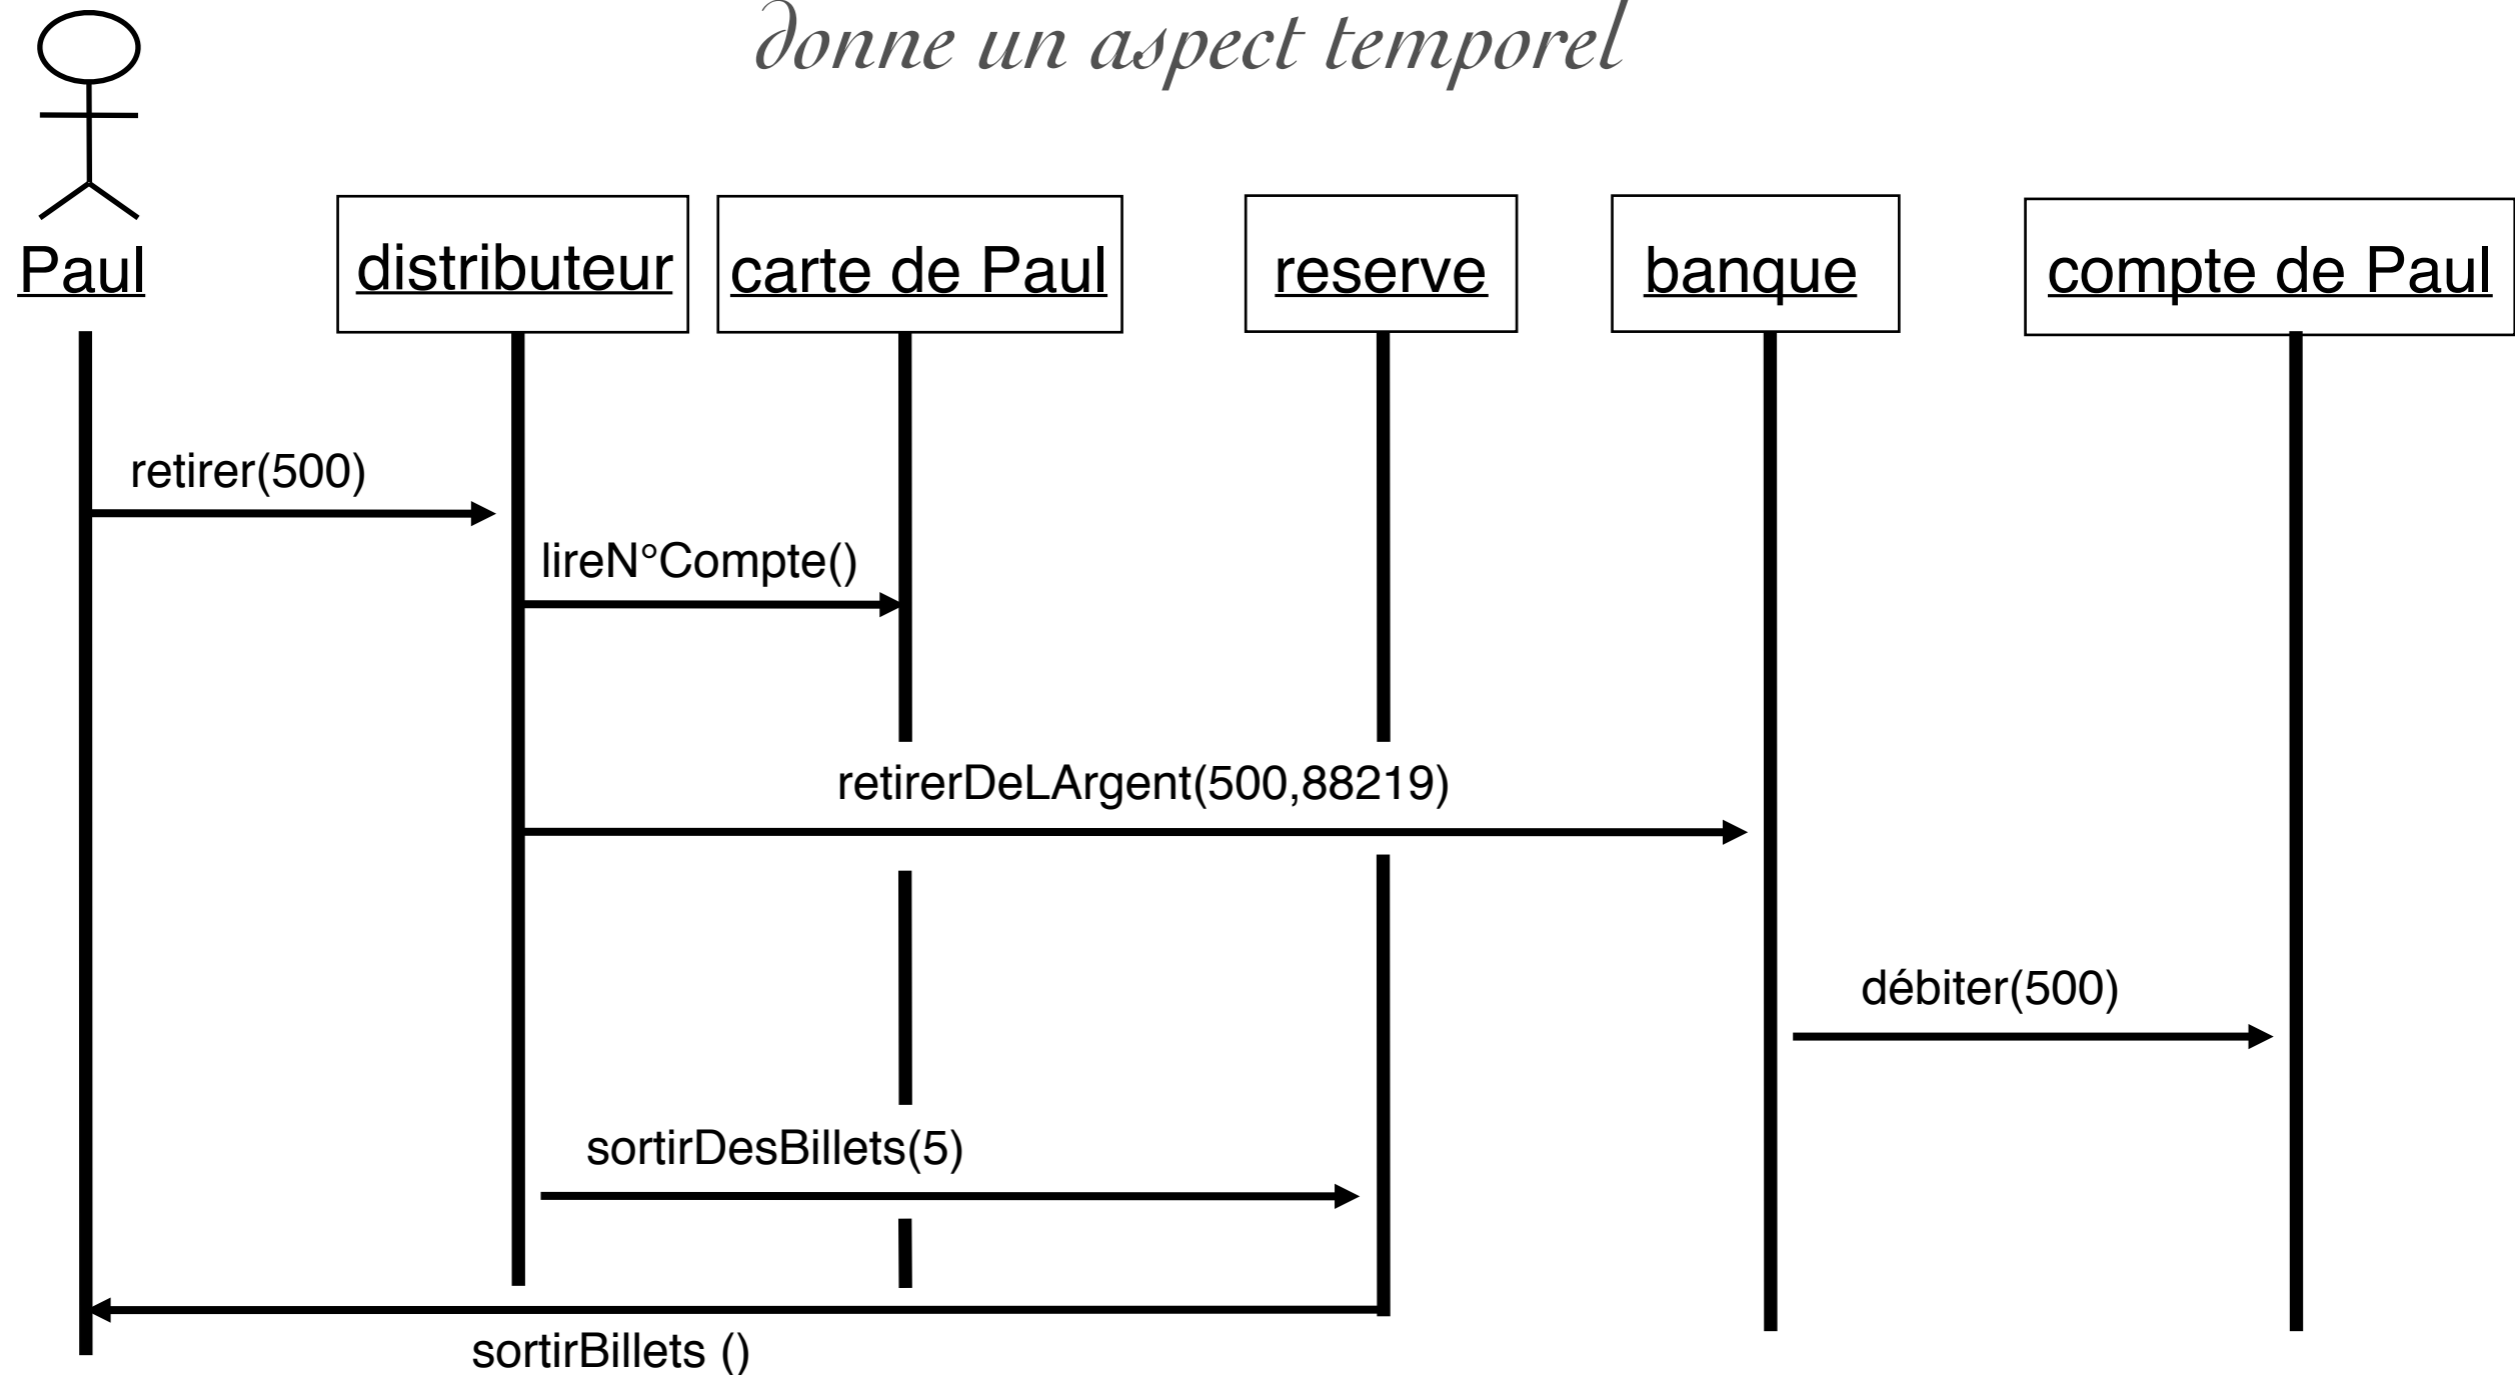 donne un aspect temporel
Paul
distributeur
carte de Paul
reserve
banque
compte de Paul
retirer(500)
lireN°Compte()
retirerDeLArgent(500,88219)
débiter(500)
sortirDesBillets(5)
sortirBillets ()